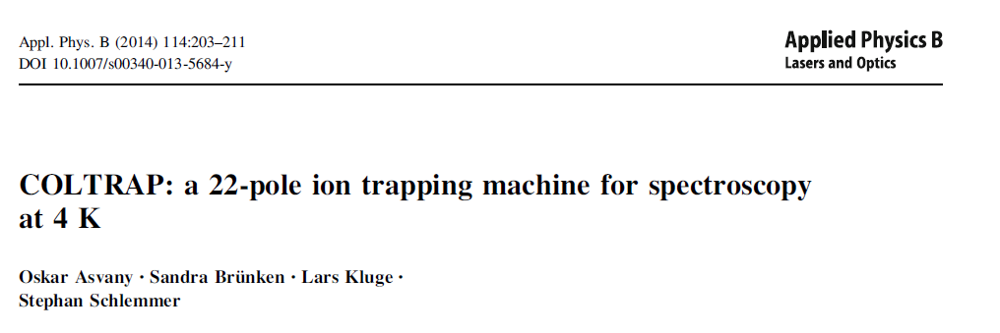 Appl. Phys. B (2014) 114:203–211
DOI 10.1007/s00340-013-5684-y
Applied Physics B
Lasers and Optics
COLTRAP: a 22-pole ion trapping machine for spectroscopy
at 4 K
Oskar Asvany · Sandra Brünken · Lars Kluge ·
Stephan Schlemmer